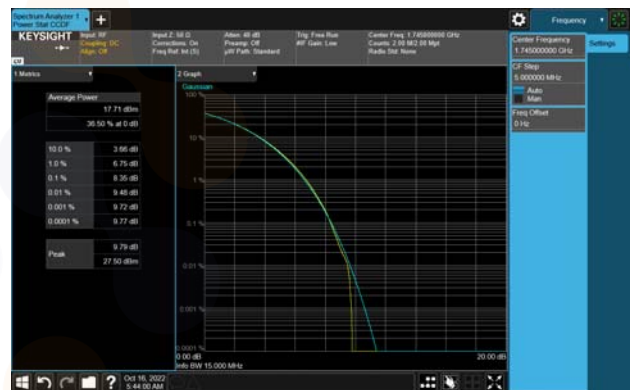 Spectrum Analyzer 1
Power Stat CCDF
Frequency
KEYSIGHT
Input: RF
Coupling: DC
Align: Off
Input Z: 50 Ω
Corrections: On
Freq Ref: Int (S)
Atten: 40 dB
Preamp: Off
µW Path: Standard
Trig: Free Run
#IF Gain: Low
Center Freq: 1.745000000 GHz
Counts: 2.00 M/2.00 Mpt
Radio Std: None
Center Frequency
1.745000000 GHz
Settings
CF Step
5.000000 MHz
Auto
Man
Freq Offset
0 Hz
1 Metrics
2 Graph
Average Power
17.71 dBm
36.50 % at 0 dB
10.0 % 3.66 dB
1.0 % 6.75 dB
0.1 % 8.35 dB
0.01 % 9.48 dB
0.001 % 9.72 dB
0.0001 % 9.77 dB
Peak
9.79 dB
27.50 dBm
Gaussian
100 %
10 %
1 %
0.1 %
0.01 %
0.001 %
0.0001 %
0.00 dB
20.00 dB
Info BW 15.000 MHz
Oct 16, 2022
5:44:00 AM